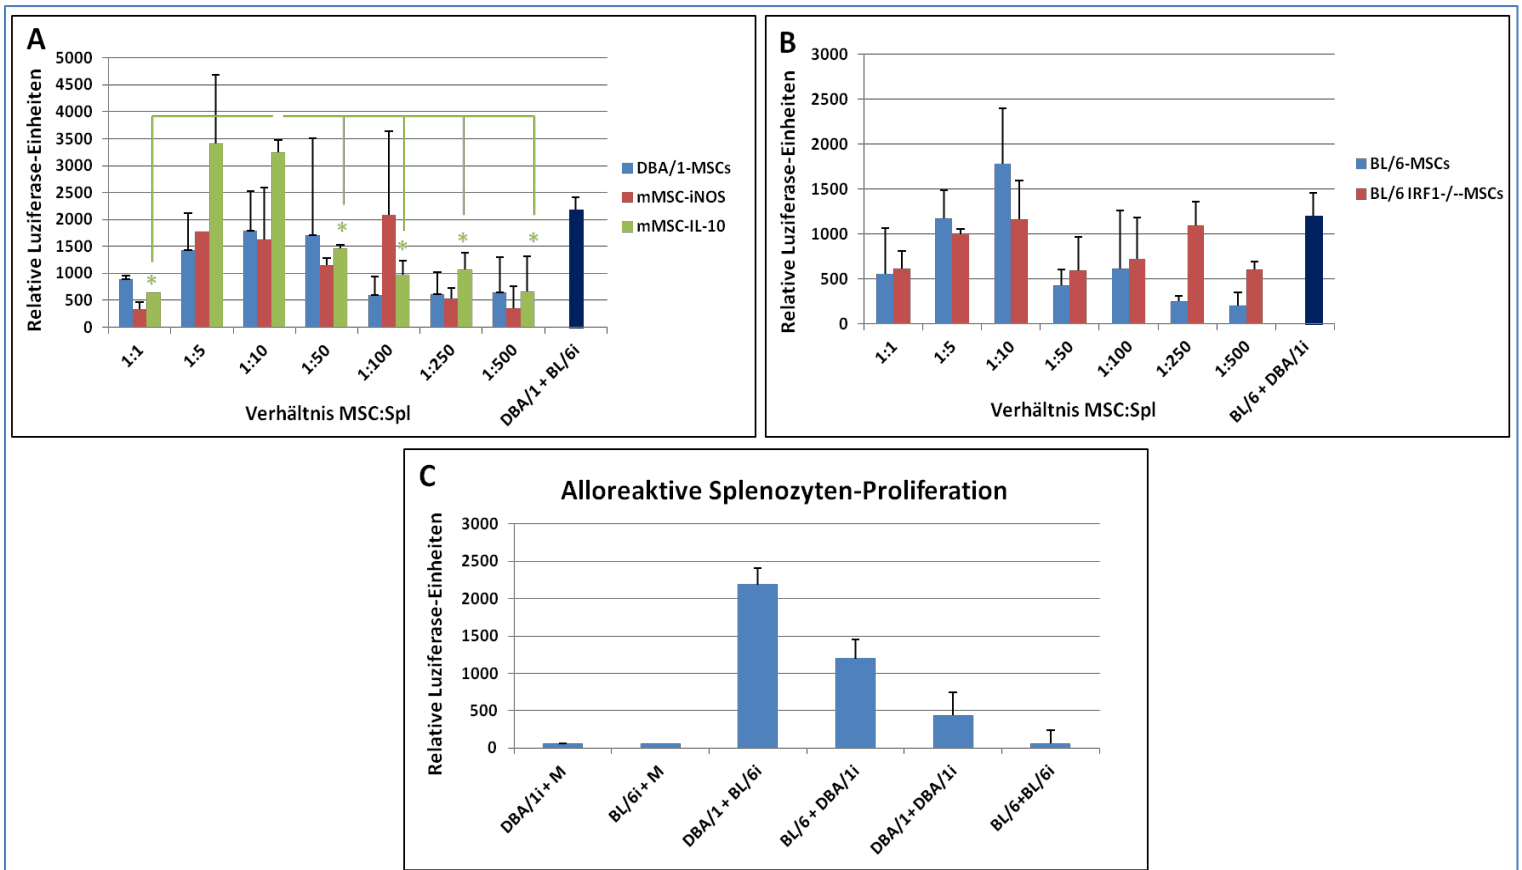 A
Relative Luziferase-Einheiten
5000
4500
4000
3500
3000
2500
2000
1500
1000
500
0
*
*
*
*
*
1:1
1:5
1:10
1:50
1:100
1:250
1:500
DBA/1 + BL/6i
Verhältnis MSC:Spl
DBA/1-MSCs
mMSC-iNOS
mMSC-IL-10
B
Relative Luziferase-Einheiten
3000
2500
2000
1500
1000
500
0
1:1
1:5
1:10
1:50
1:100
1:250
1:500
BL/6 + DBA/1i
Verhältnis MSC:Spl
BL/6-MSCs
BL/6 IRF1-/--MSCs
C
Alloreaktive Splenozyten-Proliferation
Relative Luziferase-Einheiten
3000
2500
2000
1500
1000
500
0
DBA/1i + M
BL/6i + M
DBA/1 + BL/6i
BL/6 + DBA/1i
DBA/1+DBA/1i
BL/6+BL/6i